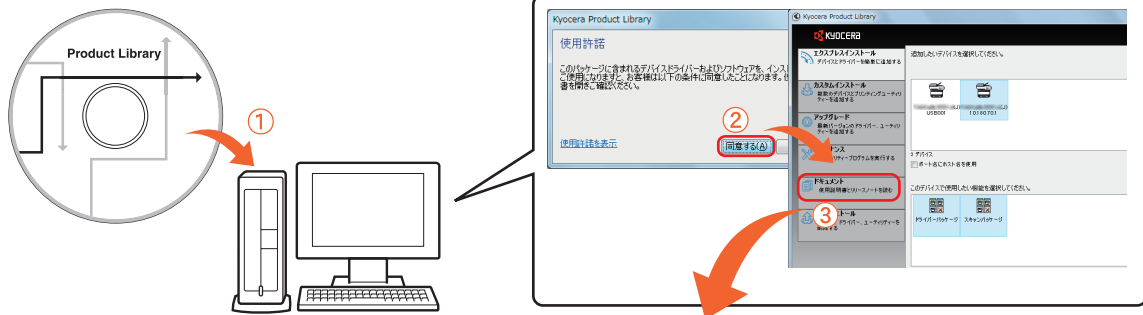 Product Library
①
Kyocera Product Library
使用許諾
このパッケージに含まれるデバイスドライバーおよびソフトウェアを、インス
ご使用になりますと、お客様は以下の条件に同意したことになります。
書を開きご確認ください。
使用許諾を表示
②
同意する(A)
Kyocera Product Library
KYOCERA
エクスプレスインストール
デバイスとドライバーを簡単に追加する
カスタムインストール
複数のデバイスとプリンティングユーティリ
ティーを追加する
アップグレード
最新バージョンのドライバー、ユーティリ
ティーを追加する
ナンス
リティープログラムを実行する
ドキュメント
使用説明書とリリースノートを読む
③
トール
ドライバー、ユーティリティーを
追加したいデバイスを選択してください。
USB001
デバイス
ポート名にホスト名を使用
このデバイスで使用したい機能を選択してください。
ドライバーパッケージ
スキャンパッケージ